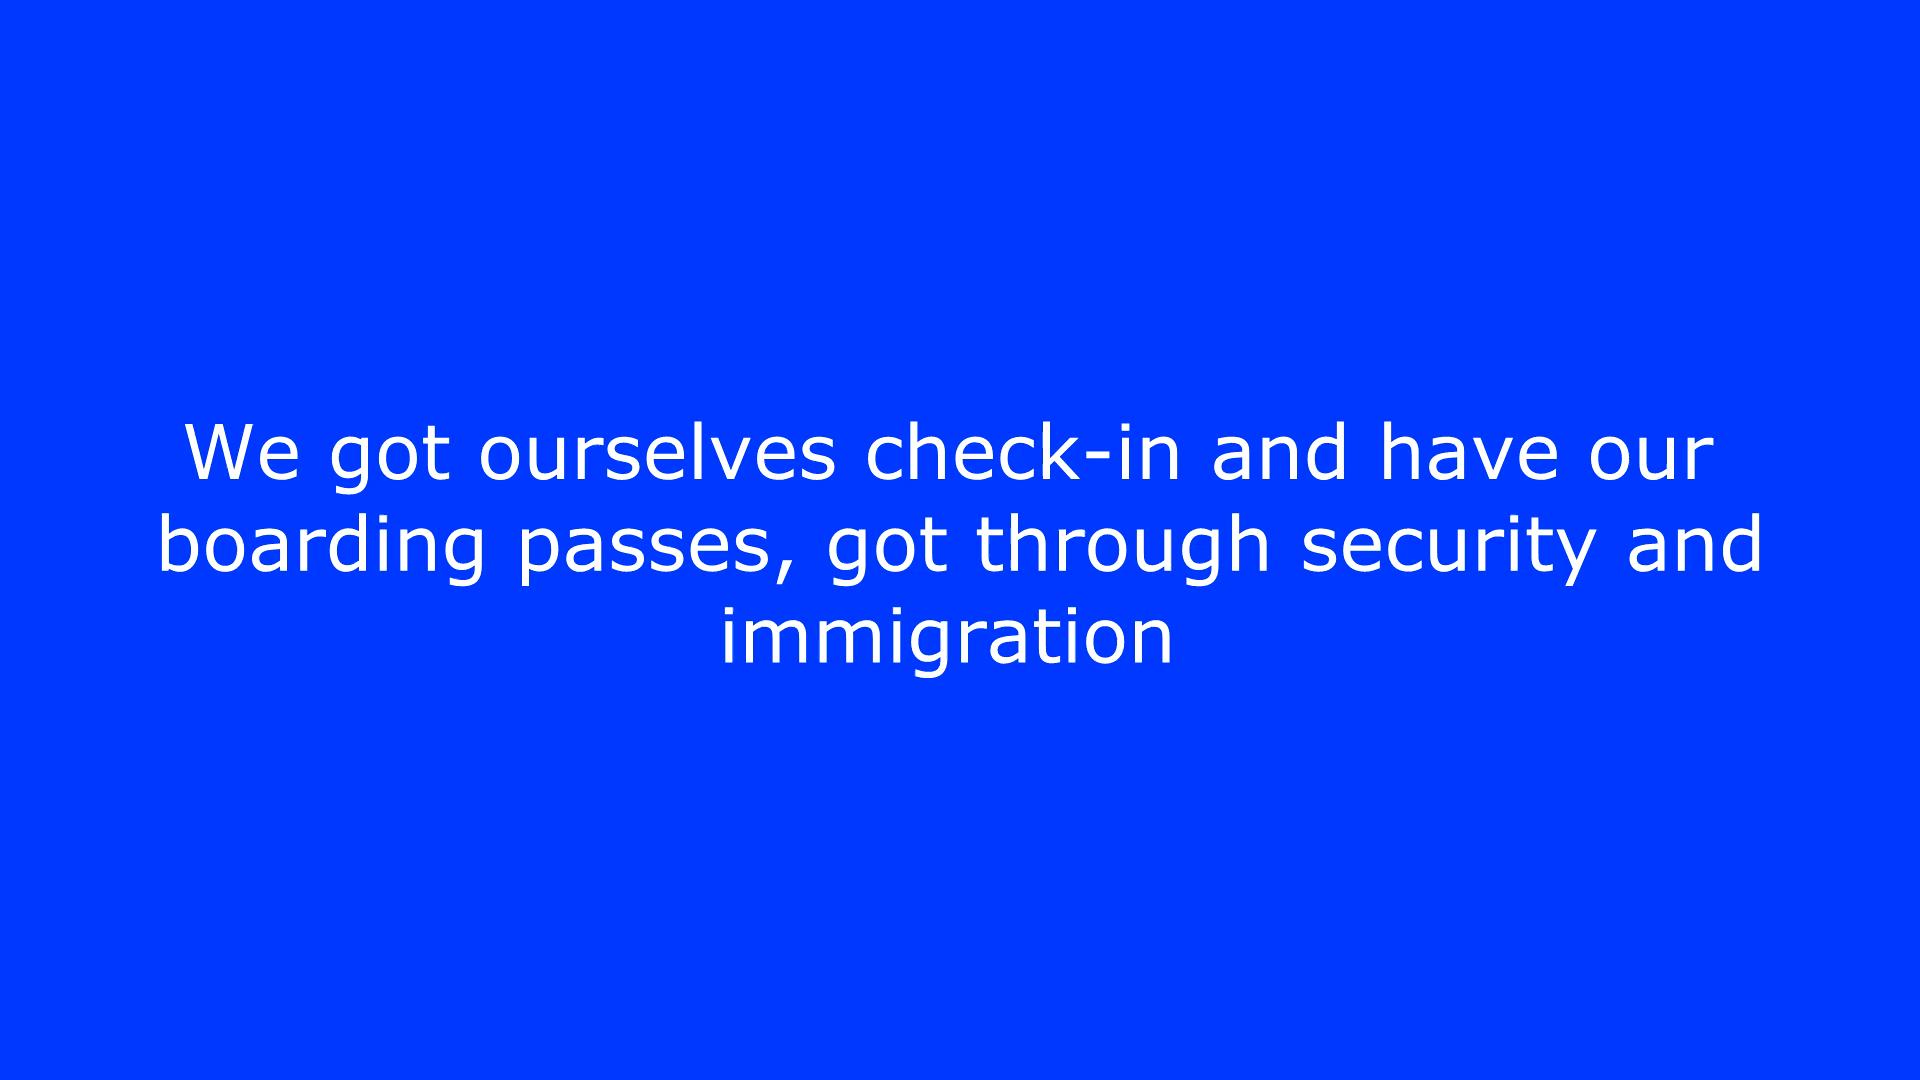 We got ourselves check-in and have our
boarding passes, got through security and
immigration